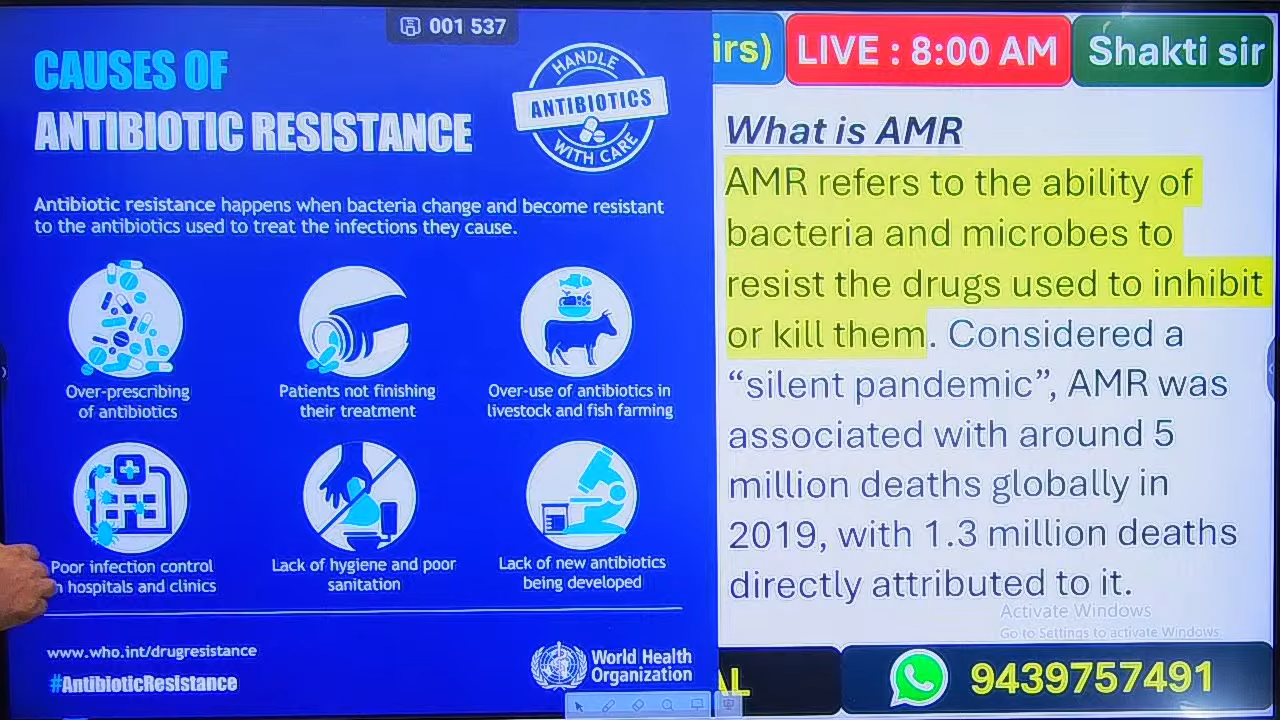 001 537
CAUSES OF
ANTIBIOTIC RESISTANCE
HANDLE
ANTIBIOTICS
WITH CARE
Antibiotic resistance happens when bacteria change and become resistant
to the antibiotics used to treat the infections they cause.
Over-prescribing
of antibiotics
Patients not finishing
their treatment
Over-use of antibiotics in
livestock and fish farming
Poor infection control
hospitals and clinics
Lack of hygiene and poor
sanitation
Lack of new antibiotics
being developed
www.who.int/drugresistance
#AntibioticResistance
World Health
Organization
irs)
LIVE : 8:00 AM
Shakti sir
What is AMR
AMR refers to the ability of
bacteria and microbes to
resist the drugs used to inhibit
or kill them. Considered a
“silent pandemic”, AMR was
associated with around 5
million deaths globally in
2019, with 1.3 million deaths
directly attributed to it.
Activate Windows
Go to Settings to activate Windows.
9439757491